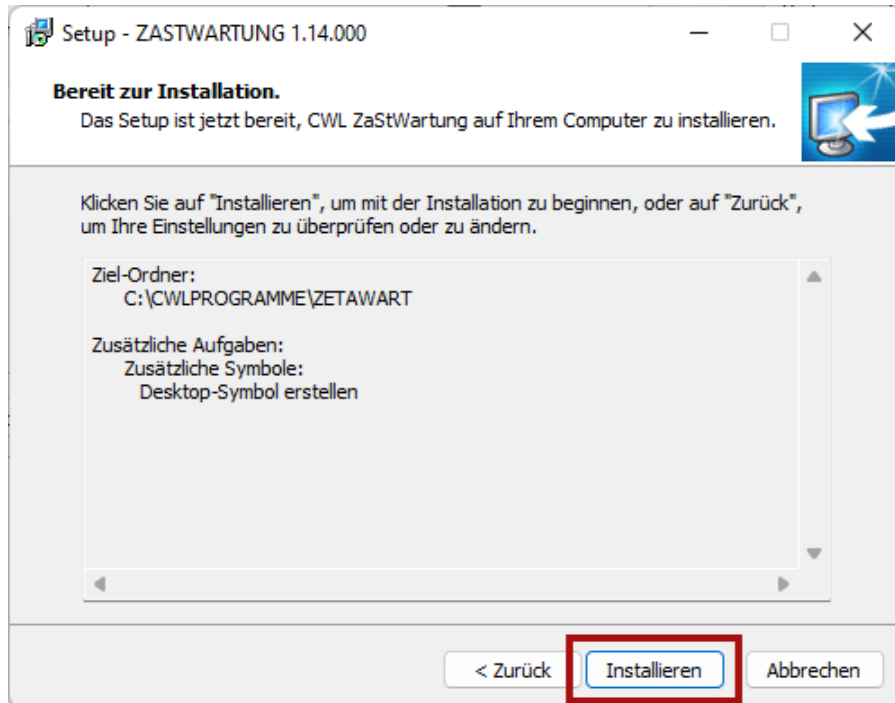 Setup - ZASTWARTUNG 1.14.000
Bereit zur Installation.
Das Setup ist jetzt bereit, CWL ZaStWartung auf Ihrem Computer zu installieren.
Klicken Sie auf "Installieren", um mit der Installation zu beginnen, oder auf "Zurück",
um Ihre Einstellungen zu überprüfen oder zu ändern.
Ziel-Ordner:
C:\CWLPROGRAMME\ZETAWART
Zusätzliche Aufgaben:
Zusätzliche Symbole:
Desktop-Symbol erstellen
< Zurück
Installieren
Abbrechen